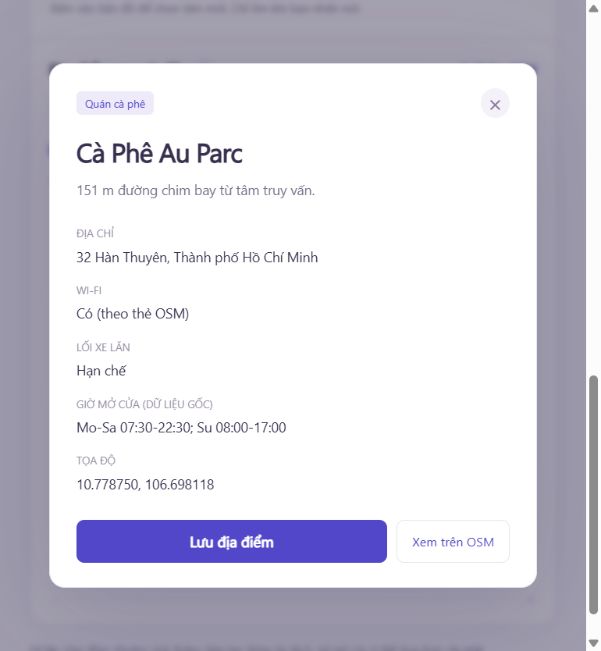 Quán cà phê
Cà Phê Au Parc
151 m đường chim bay từ tâm truy vấn.
ĐỊA CHỈ
32 Hàn Thuyên, Thành phố Hồ Chí Minh
WI-FI
Có (theo thẻ OSM)
LỐI XE LĂN
Hạn chế
GIỜ MỞ CỬA (DỮ LIỆU GỐC)
Mo-Sa 07:30-22:30; Su 08:00-17:00
TỌA ĐỘ
10.778750, 106.698118
Lưu địa điểm
Xem trên OSM